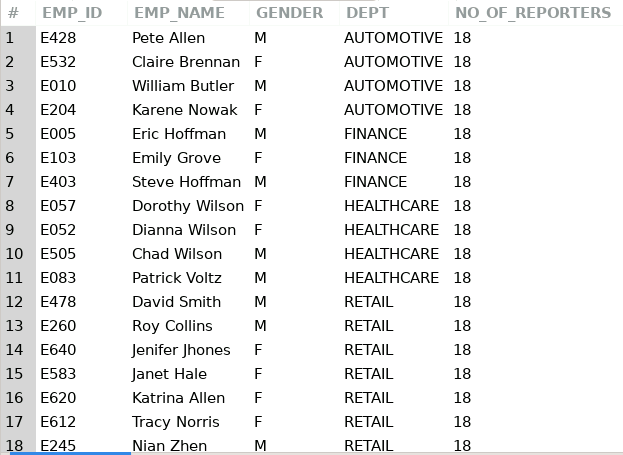 # EMP_ID EMP_NAME GENDER DEPT NO_OF_REPORTERS
1 E428 Pete Allen M AUTOMOTIVE 18
2 E532 Claire Brennan F AUTOMOTIVE 18
3 E010 William Butler M AUTOMOTIVE 18
4 E204 Karene Nowak F AUTOMOTIVE 18
5 E005 Eric Hoffman M FINANCE 18
6 E103 Emily Grove F FINANCE 18
7 E403 Steve Hoffman M FINANCE 18
8 E057 Dorothy Wilson F HEALTHCARE 18
9 E052 Dianna Wilson F HEALTHCARE 18
10 E505 Chad Wilson M HEALTHCARE 18
11 E083 Patrick Voltz M HEALTHCARE 18
12 E478 David Smith M RETAIL 18
13 E260 Roy Collins M RETAIL 18
14 E640 Jenifer Jhones F RETAIL 18
15 E583 Janet Hale F RETAIL 18
16 E620 Katrina Allen F RETAIL 18
17 E612 Tracy Norris F RETAIL 18
18 E245 Nian Zhen M RETAIL 18